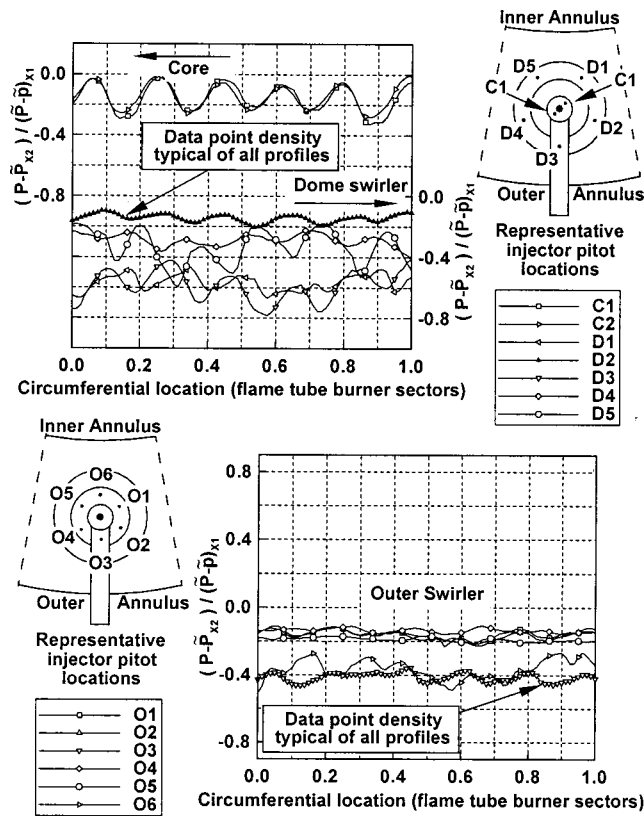 0.0
-0.4
-0.8
(P-P̃X2) / (P̃-p̃)X1
Core
Data point density
typical of all profiles
Dome swirler
0.0
-0.4
-0.8
(P-P̃X2) / (P̃-p̃)X1
0.0 0.2 0.4 0.6 0.8 1.0
Circumferential location (flame tube burner sectors)
Inner Annulus
D5 D1
C1 C1
D4 D2
D3
Outer Annulus
Representative
injector pitot
locations
C1
C2
D1
D2
D3
D4
D5
Inner Annulus
O6
O5 O1
O4 O2
O3
Outer Annulus
Representative
injector pitot
locations
O1
O2
O3
O4
O5
O6
0.8
0.4
0.0
-0.4
-0.8
(P-P̃X2) / (P̃-p̃)X1
Outer Swirler
Data point density
typical of all profiles
0.0 0.2 0.4 0.6 0.8 1.0
Circumferential location (flame tube burner sectors)